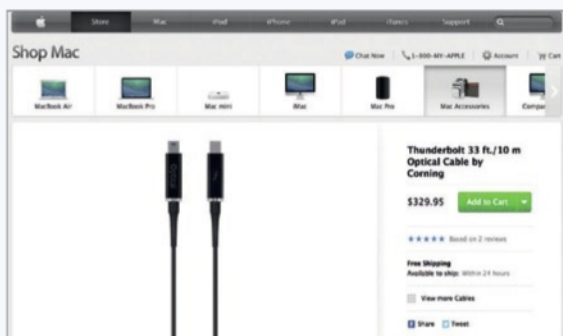 Store Mac iPod iPhone iPad iTunes Support
Shop Mac
Chat Now 1-800-MY-APPLE Account Cart
MacBook Air MacBook Pro Mac mini iMac Mac Pro Mac Accessories Compa
Thunderbolt 33 ft./10 m
Optical Cable by
Corning
$329.95 Add to Cart
Based on 2 reviews
Free Shipping
Available to ship: Within 24 hours
View more Cables
Share Tweet